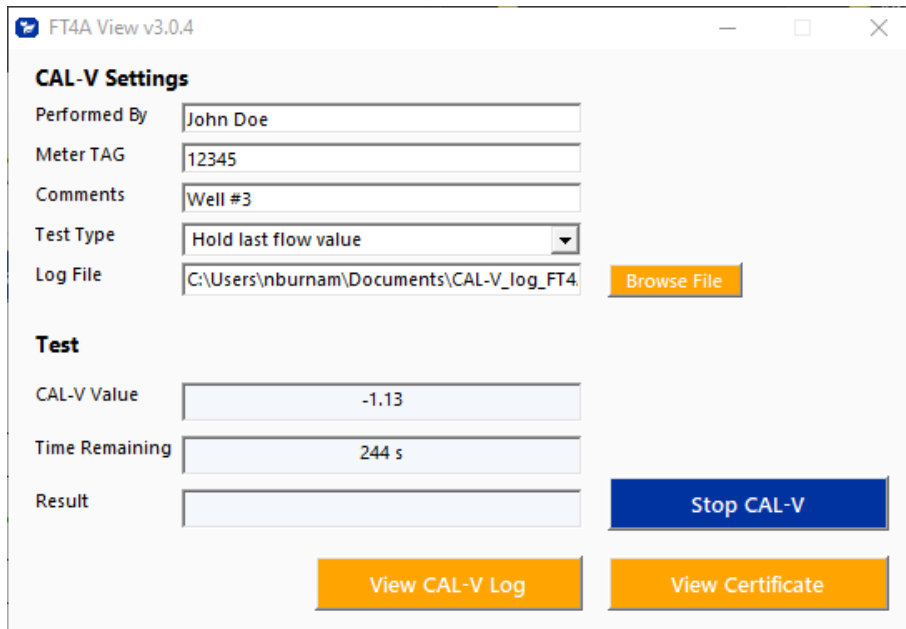 FT4A View v3.0.4
CAL-V Settings
Performed By John Doe
Meter TAG 12345
Comments Well #3
Test Type Hold last flow value
Log File C:\Users\nburnam\Documents\CAL-V_log_FT4. Browse File
Test
CAL-V Value -1.13
Time Remaining 244 s
Result Stop CAL-V
View CAL-V Log View Certificate